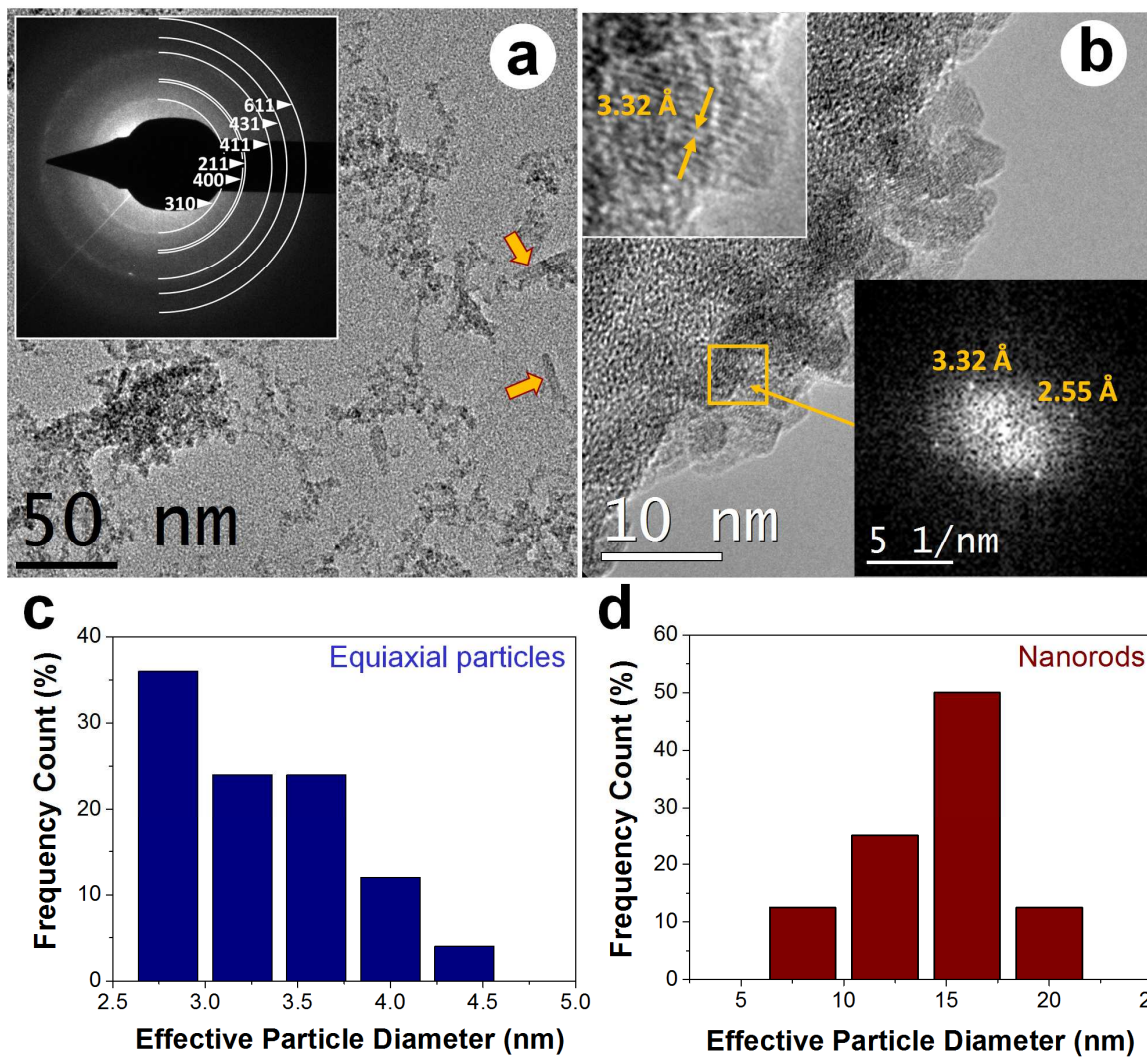 a
611
431
411
211
400
310
50 nm
b
3.32 Å
3.32 Å
2.55 Å
10 nm
5 1/nm
c
Equiaxial particles
Frequency Count (%)
40
30
20
10
0
2.5 3.0 3.5 4.0 4.5 5.0
Effective Particle Diameter (nm)
d
Nanorods
Frequency Count (%)
60
50
40
30
20
10
0
5 10 15 20 2
Effective Particle Diameter (nm)